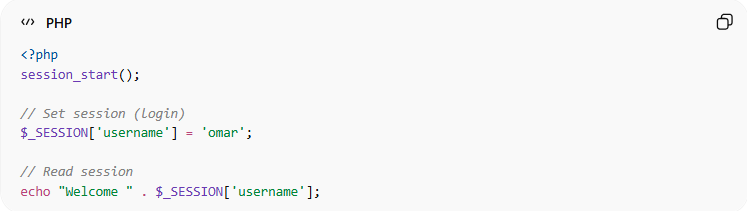 PHP
<?php
session_start();
// Set session (login)
$_SESSION['username'] = 'omar';
// Read session
echo "Welcome " . $_SESSION['username'];